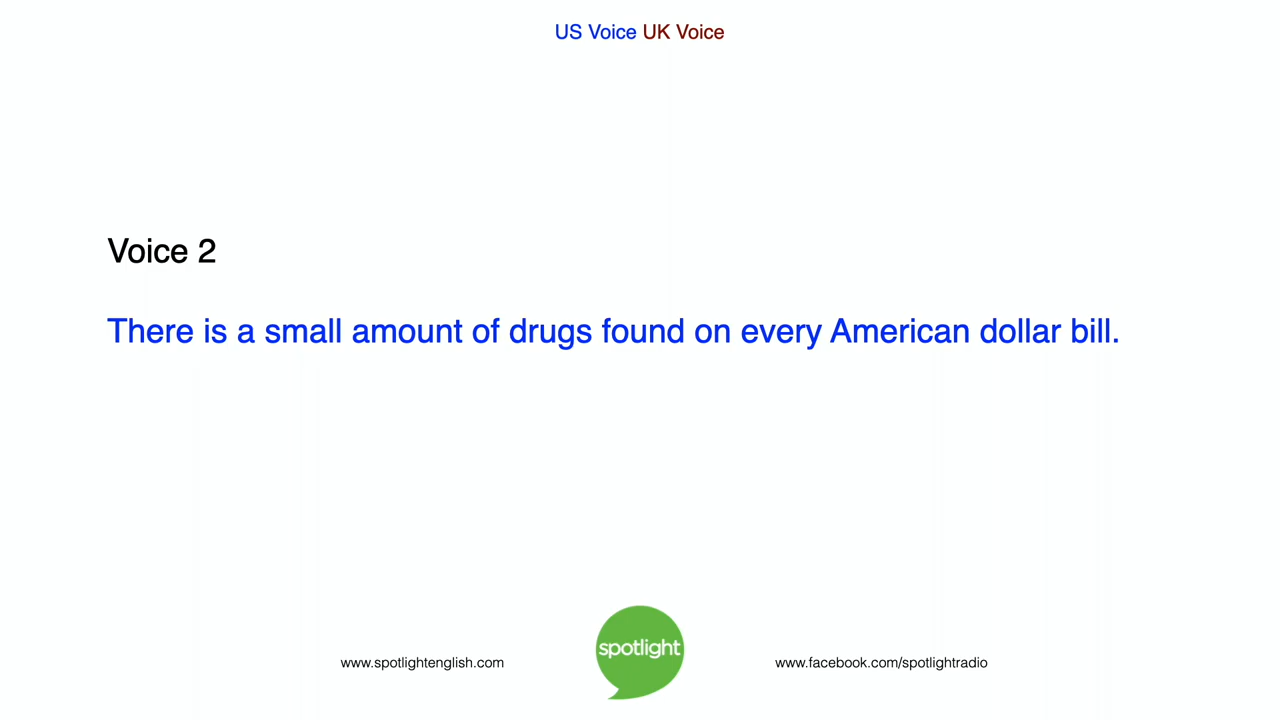 US Voice UK Voice
Voice 2
There is a small amount of drugs found on every American dollar bill.
www.spotlightenglish.com
spotlight
www.facebook.com/spotlightradio